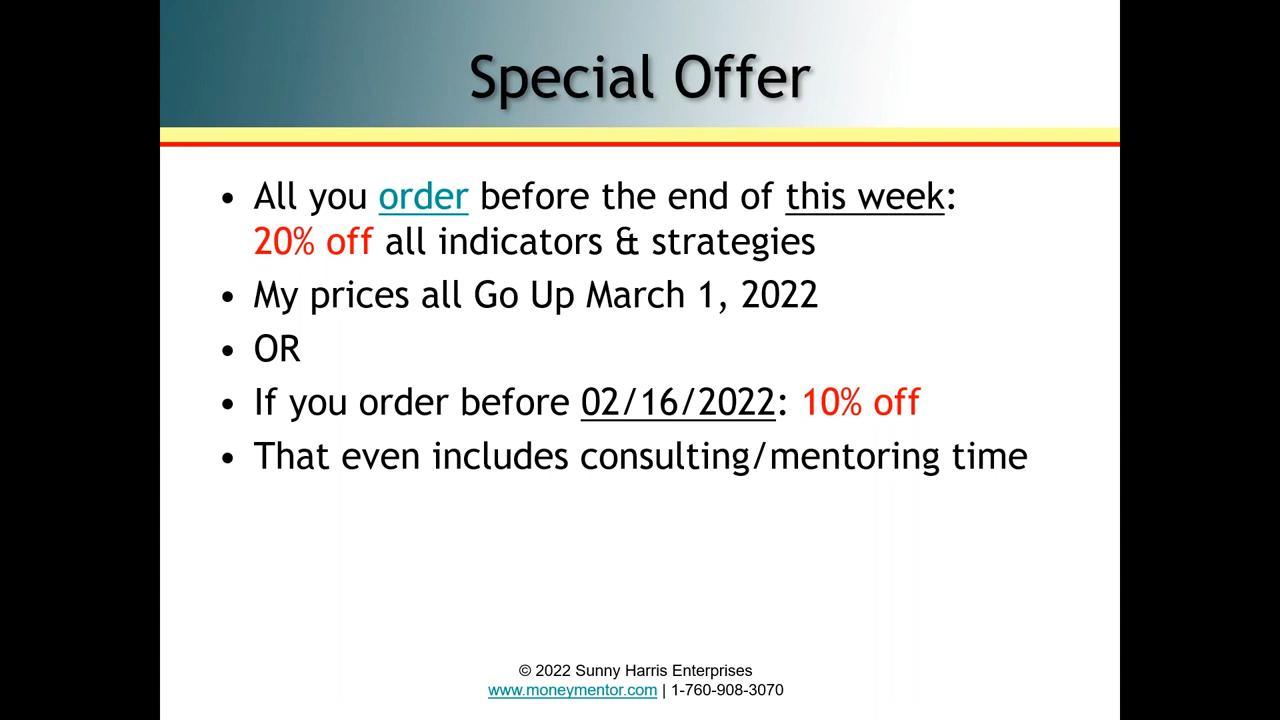 Special Offer
• All you order before the end of this week:
20% off all indicators & strategies
• My prices all Go Up March 1, 2022
• OR
• If you order before 02/16/2022: 10% off
• That even includes consulting/mentoring time
© 2022 Sunny Harris Enterprises
www.moneymentor.com | 1-760-908-3070